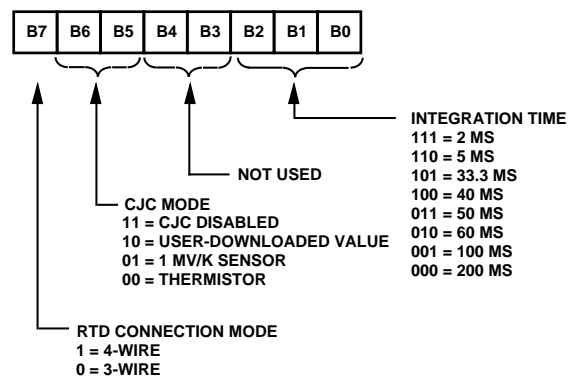 B7 B6 B5 B4 B3 B2 B1 B0
INTEGRATION TIME
111 = 2 MS
110 = 5 MS
101 = 33.3 MS
100 = 40 MS
011 = 50 MS
010 = 60 MS
001 = 100 MS
000 = 200 MS
NOT USED
CJC MODE
11 = CJC DISABLED
10 = USER-DOWNLOADED VALUE
01 = 1 MV/K SENSOR
00 = THERMISTOR
RTD CONNECTION MODE
1 = 4-WIRE
0 = 3-WIRE